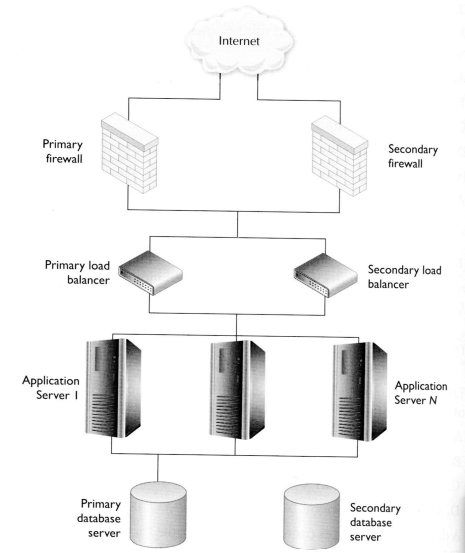 Internet
Primary
firewall
Secondary
firewall
Primary load
balancer
Secondary load
balancer
Application
Server 1
Application
Server N
Primary
database
server
Secondary
database
server